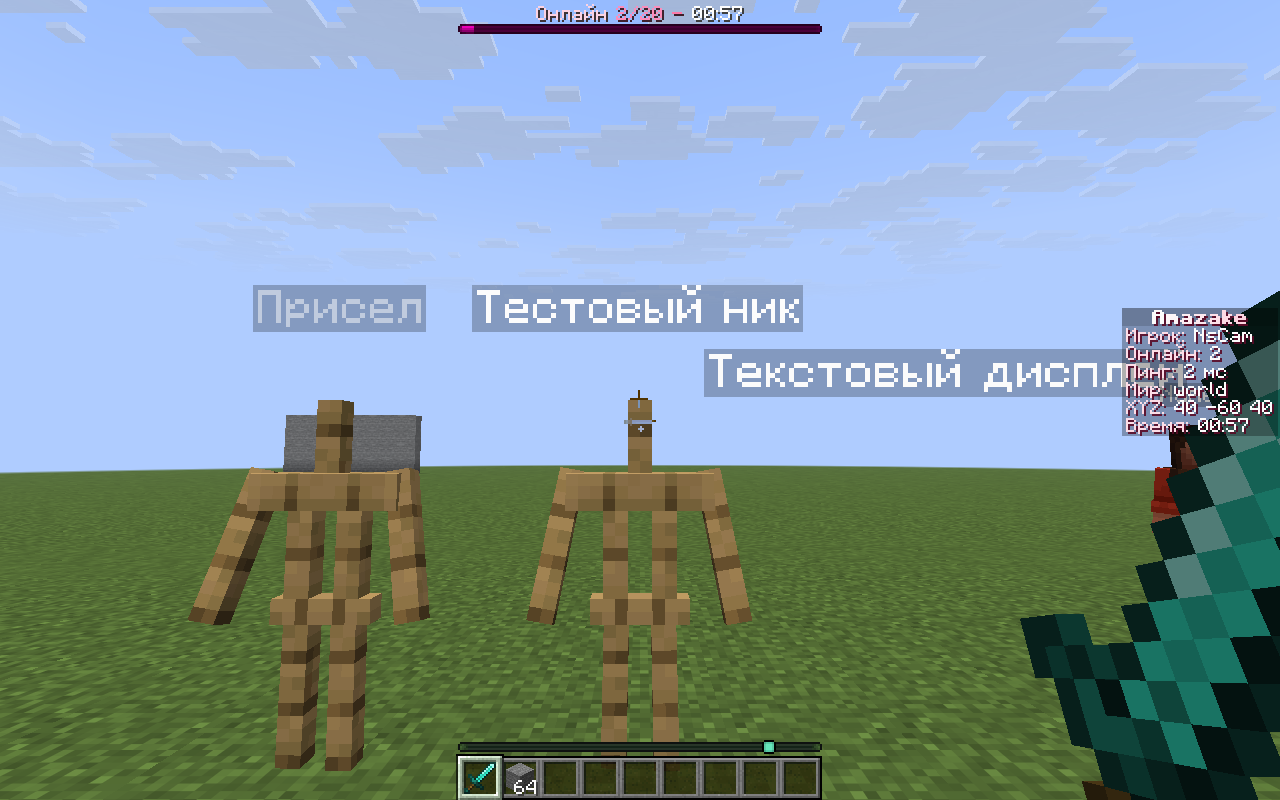 Онлайн 2/20 - 00:57
Присел
Тестовый ник
Текстовый диспл
Amazake
Игрок: NsCam
Онлайн: 2
Пинг: 2 мс
Мир: world
XYZ: 40 -60 40
Время: 00:57
64